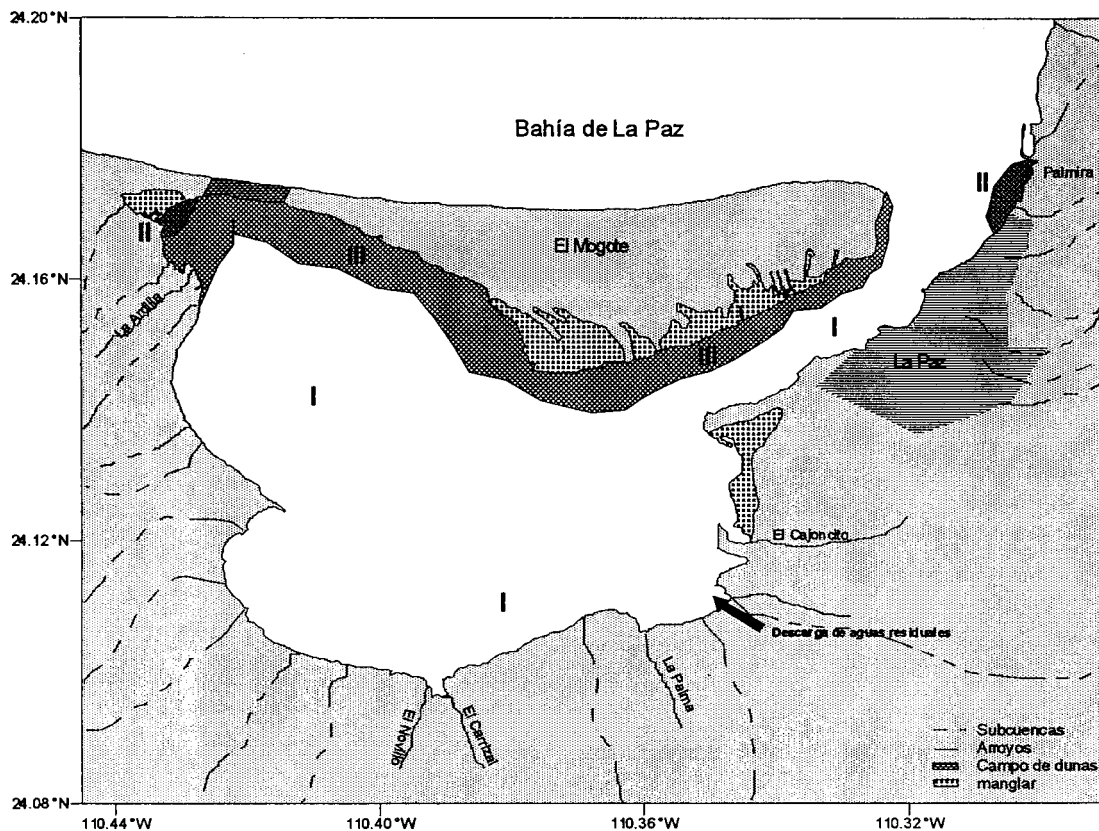 24.20°N
Bahía de La Paz
II
Palmira
II
III
El Mogote
24.16°N
La Ardilla
I
III
La Paz
I
24.12°N
El Cajoncito
I
Descarga de aguas residuales
La Palma
El Novillo
El Carrizal
Subcuencas
Arroyos
Campo de dunas
manglar
24.08°N
110.44°W
110.40°W
110.36°W
110.32°W